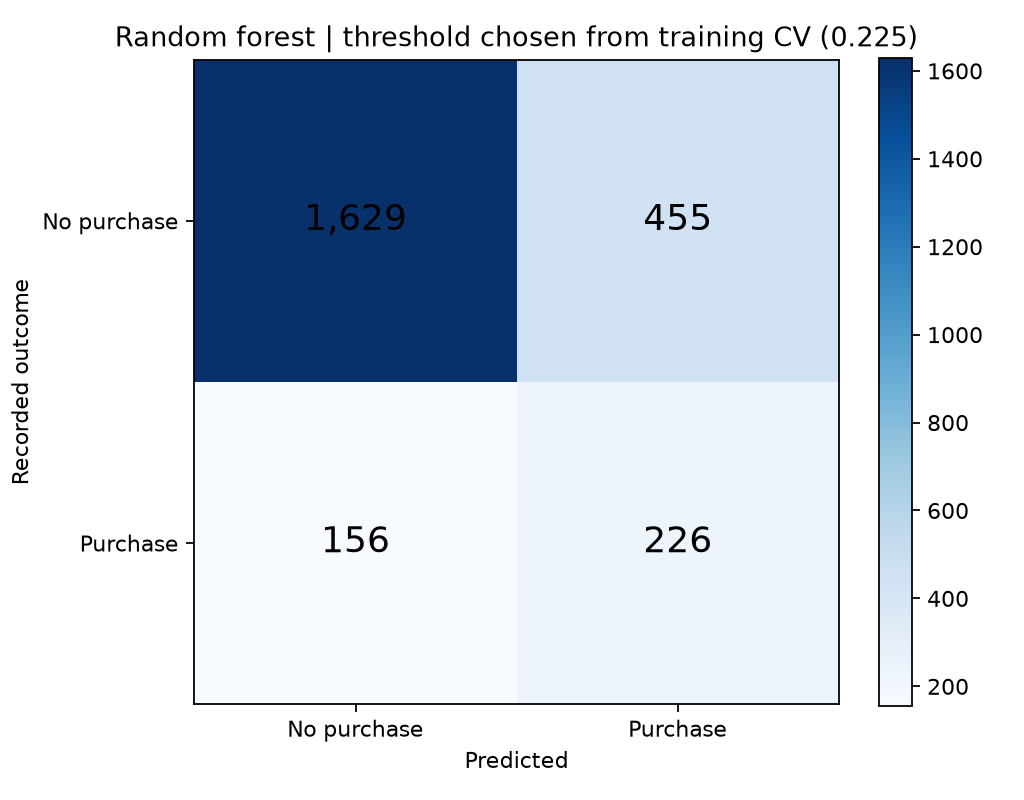 Random forest | threshold chosen from training CV (0.225)
1600
1400
1200
1000
800
600
400
200
Recorded outcome
No purchase
1,629
455
Purchase
156
226
No purchase
Purchase
Predicted